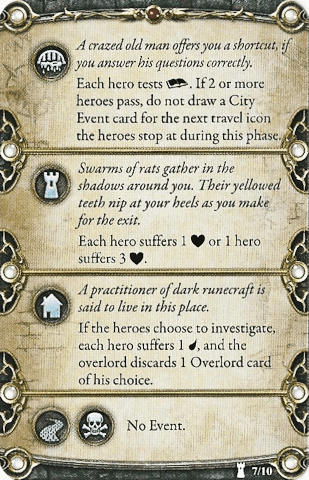 A crazed old man offers you a shortcut, if
you answer his questions correctly.
Each hero tests. If 2 or more
heroes pass, do not draw a City
Event card for the next travel icon
the heroes stop at during this phase.
Swarms of rats gather in the
shadows around you. Their yellowed
teeth nip at your heels as you make
for the exit.
Each hero suffers 1 ♥ or 1 hero
suffers 3 ♥.
A practitioner of dark runecraft is
said to live in this place.
If the heroes choose to investigate,
each hero suffers 1, and the
overlord discards 1 Overlord card
of his choice.
No Event.
7/10